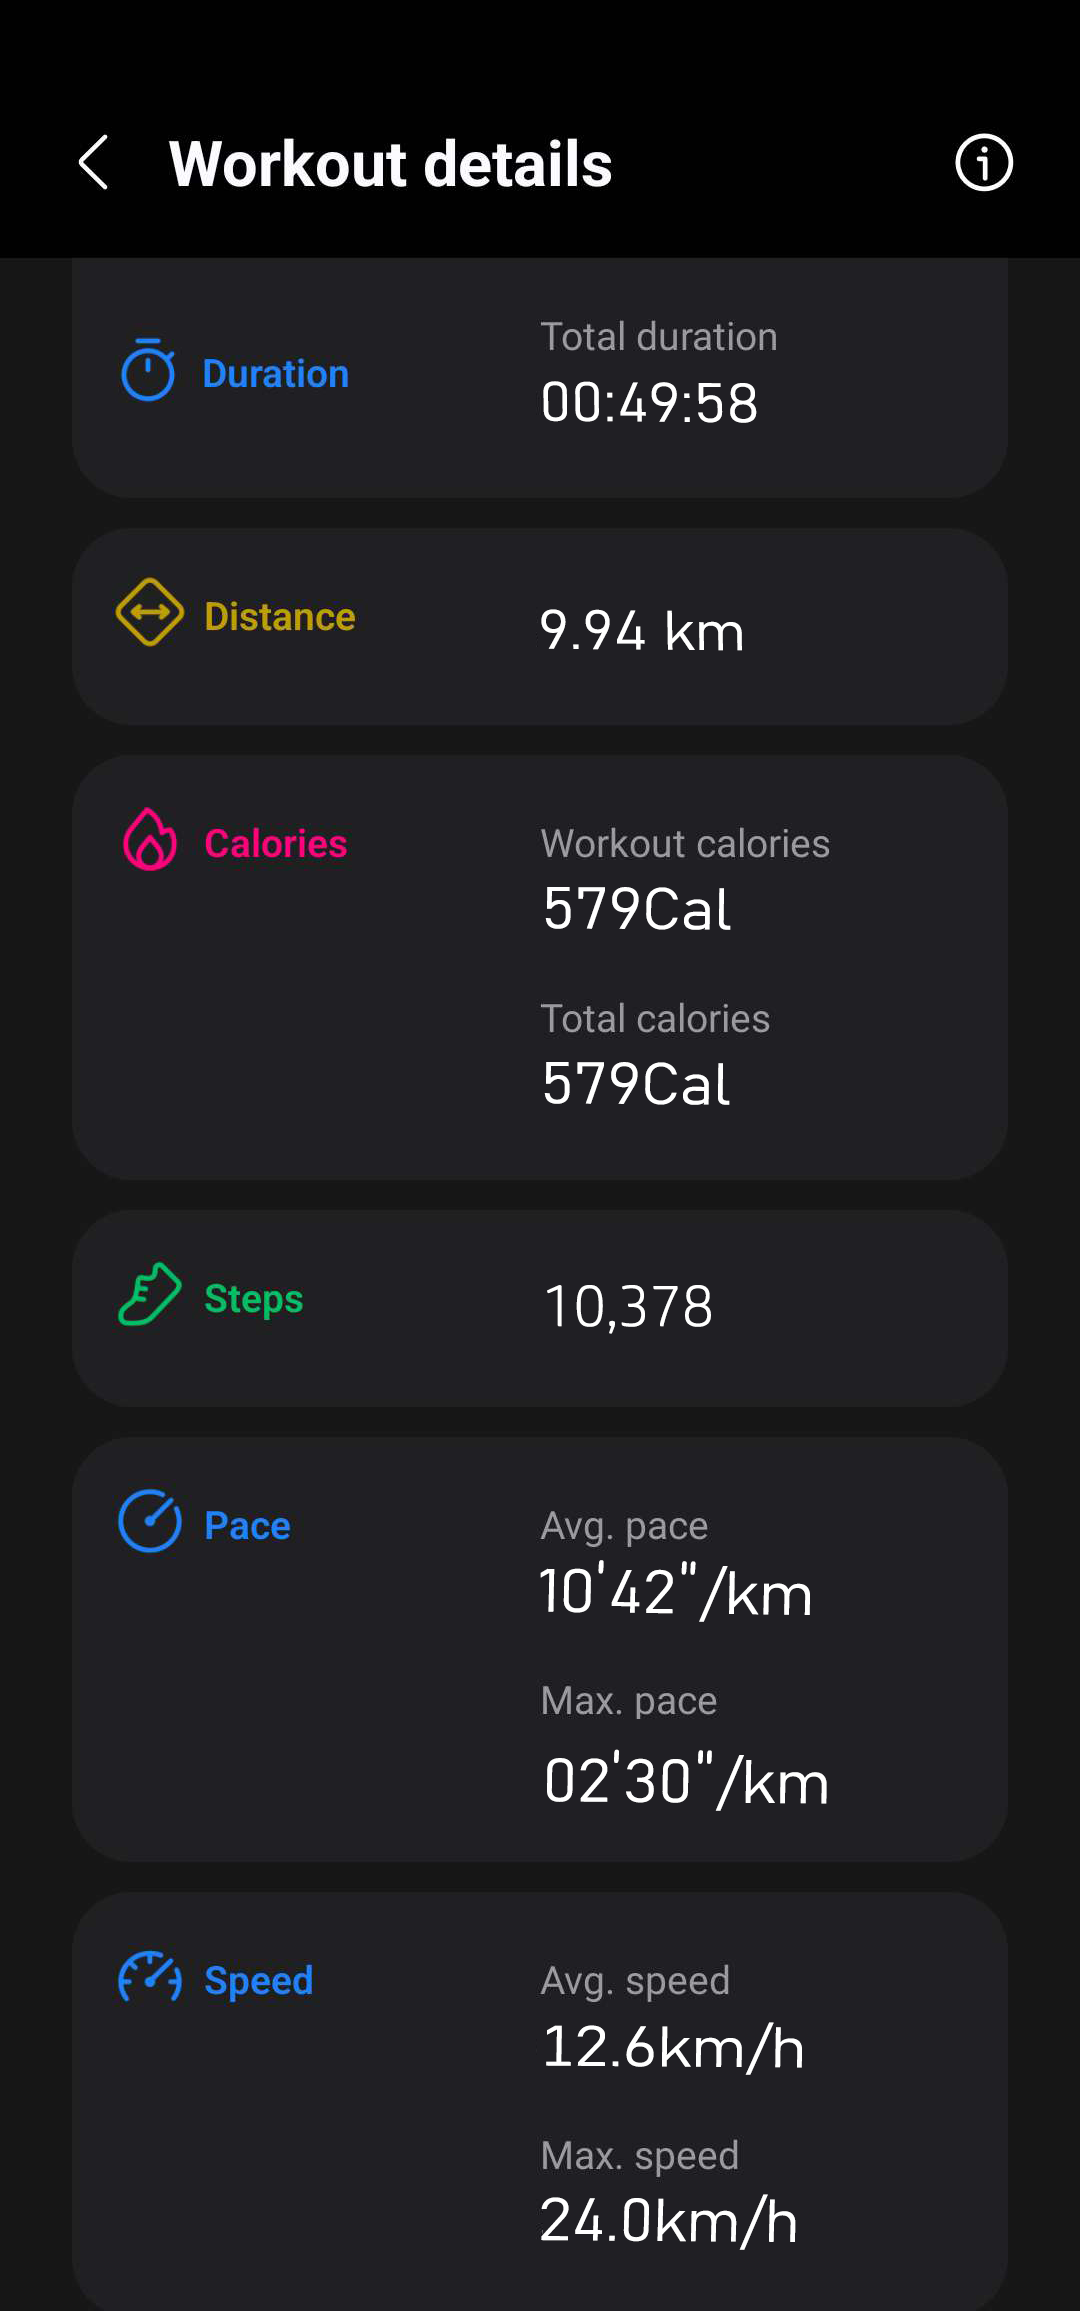 Workout details
Duration
Total duration
00:49:58
Distance
9.94 km
Calories
Workout calories
579Cal
Total calories
579Cal
Steps
10,378
Pace
Avg. pace
10'42"/km
Max. pace
02'30"/km
Speed
Avg. speed
12.6km/h
Max. speed
24.0km/h